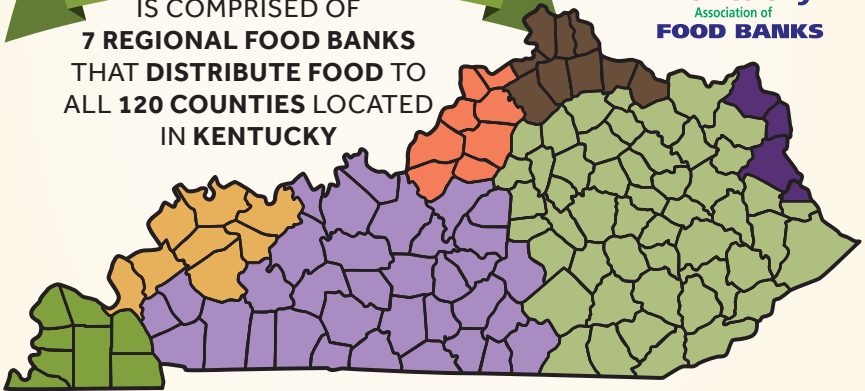 IS COMPRISED OF
7 REGIONAL FOOD BANKS
THAT DISTRIBUTE FOOD TO
ALL 120 COUNTIES LOCATED
IN KENTUCKY
Association of
FOOD BANKS